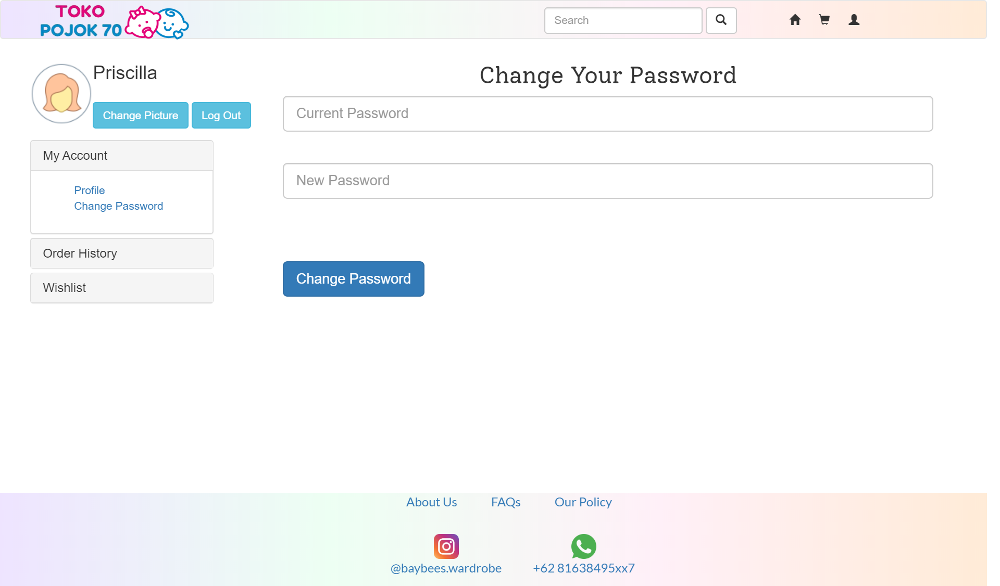 TOKO
POJOK 70
Search
Priscilla
Change Picture
Log Out
My Account
Profile
Change Password
Order History
Wishlist
Change Your Password
Current Password
New Password
Change Password
About Us
FAQs
Our Policy
@baybees.wardrobe
+62 81638495xx7